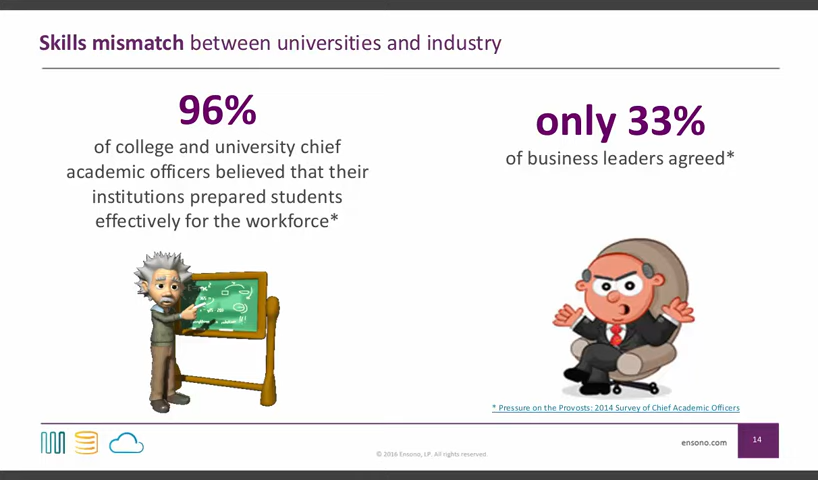 Skills mismatch between universities and industry
96%
of college and university chief
academic officers believed that their
institutions prepared students
effectively for the workforce*
only 33%
of business leaders agreed*
* Pressure on the Provosts: 2014 Survey of Chief Academic Officers
ensono.com
14
© 2016 Ensono, LP. All rights reserved.